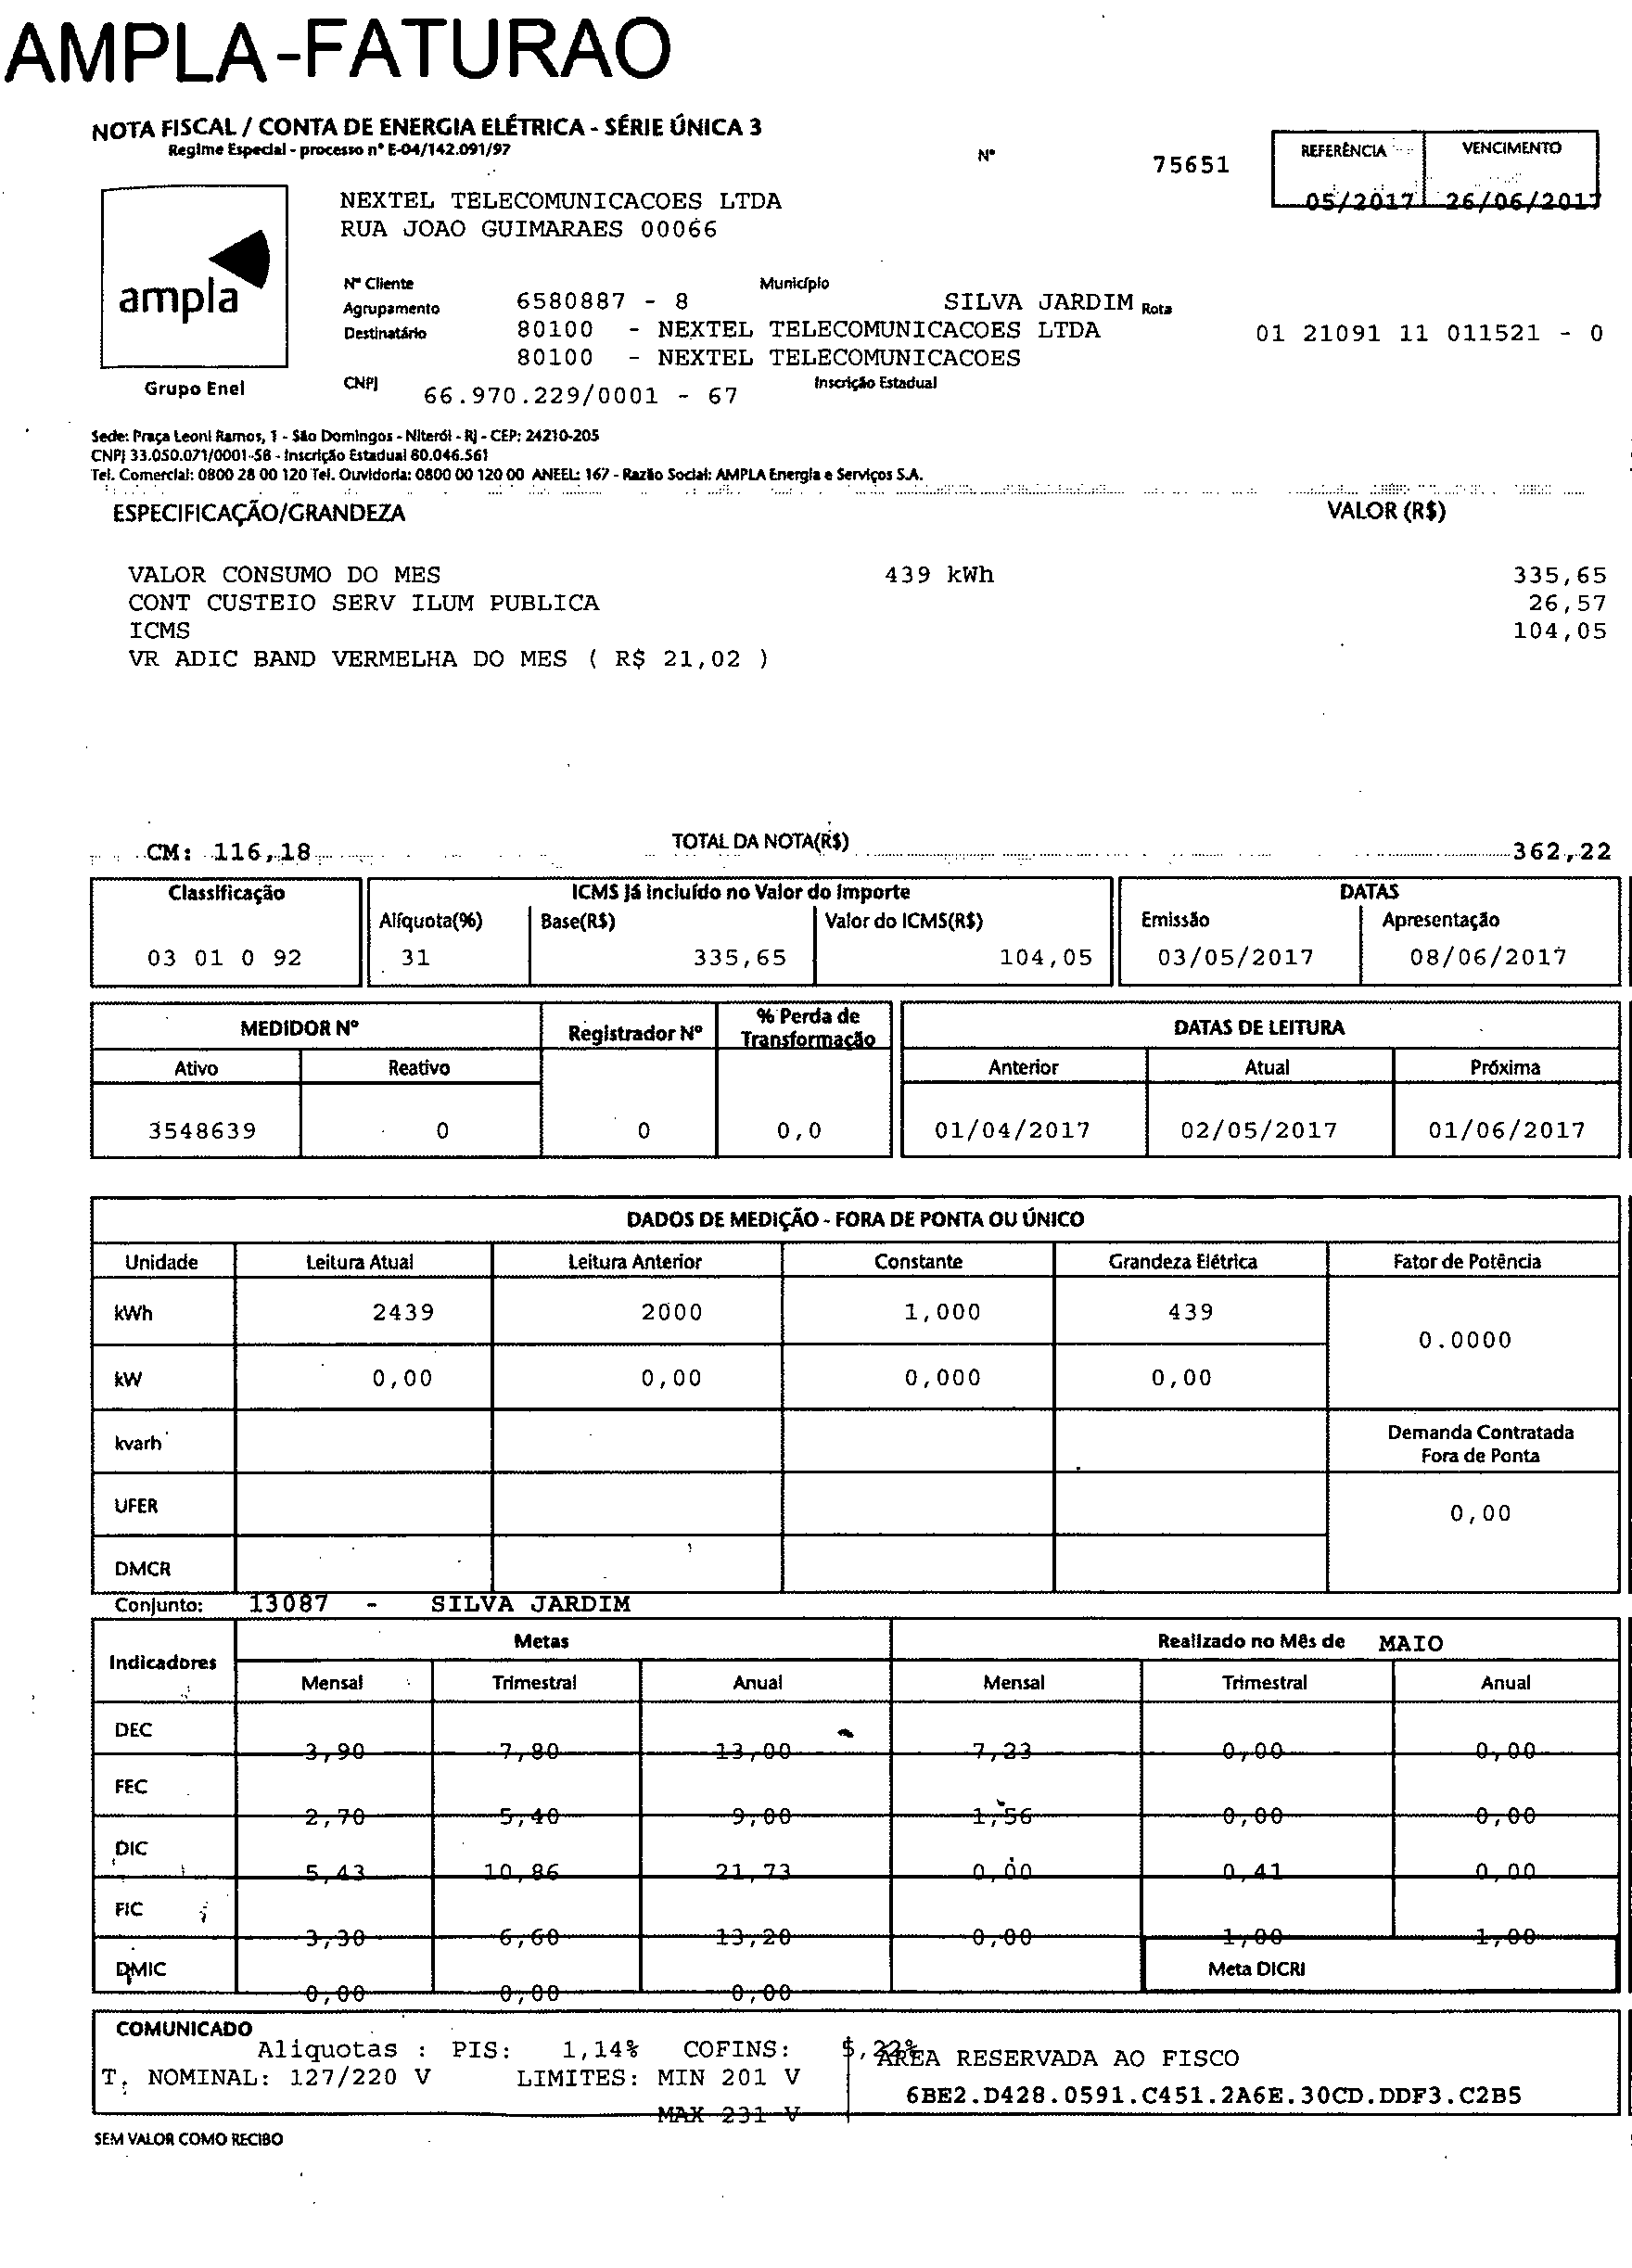 AMPLA-FATURAO
NOTA FISCAL / CONTA DE ENERGIA ELÉTRICA - SÉRIE ÚNICA 3
Regime Especial - processo nº E-04/142.091/97
Nº 75651
REFERÊNCIA VENCIMENTO
05/2017 26/06/2017
NEXTEL TELECOMUNICACOES LTDA
RUA JOAO GUIMARAES 00066
ampla
Grupo Enel
Nº Cliente 6580887 - 8 Município SILVA JARDIM Rota
Agrupamento 80100 - NEXTEL TELECOMUNICACOES LTDA 01 21091 11 011521 - 0
Destinatário 80100 - NEXTEL TELECOMUNICACOES
CNPJ 66.970.229/0001 - 67 Inscrição Estadual
Sede: Praça Leoni Ramos, 1 - São Domingos - Niterói - RJ - CEP: 24210-205
CNPJ 33.050.071/0001-58 - Inscrição Estadual 80.046.561
Tel. Comercial: 0800 28 00 120 Tel. Ouvidoria: 0800 00 120 00 ANEEL: 167 - Razão Social: AMPLA Energia e Serviços S.A.
ESPECIFICAÇÃO/GRANDEZA VALOR (R$)
VALOR CONSUMO DO MES 439 kWh 335,65
CONT CUSTEIO SERV ILUM PUBLICA 26,57
ICMS 104,05
VR ADIC BAND VERMELHA DO MES ( R$ 21,02 )
CM: 116,18 TOTAL DA NOTA(R$) 362,22
Classificação ICMS Já Incluído no Valor do Importe DATAS
Alíquota(%) Base(R$) Valor do ICMS(R$) Emissão Apresentação
03 01 0 92 31 335,65 104,05 03/05/2017 08/06/2017
MEDIDOR Nº Registrador Nº % Perda de Transformação DATAS DE LEITURA
Ativo Reativo Anterior Atual Próxima
3548639 0 0 0,0 01/04/2017 02/05/2017 01/06/2017
DADOS DE MEDIÇÃO - FORA DE PONTA OU ÚNICO
Unidade Leitura Atual Leitura Anterior Constante Grandeza Elétrica Fator de Potência
kWh 2439 2000 1,000 439
0.0000
kW 0,00 0,00 0,000 0,00
kvarh Demanda Contratada
Fora de Ponta
UFER 0,00
DMCR
Conjunto: 13087 - SILVA JARDIM
Indicadores Metas Realizado no Mês de MAIO
Mensal Trimestral Anual Mensal Trimestral Anual
DEC 3,90 7,80 13,00 7,23 0,00 0,00
FEC 2,70 5,40 9,00 1,56 0,00 0,00
DIC 5,43 10,86 21,73 0,00 0,41 0,00
FIC 3,30 6,60 13,20 0,00 1,00 1,00
DMIC 0,00 0,00 0,00 Meta DICRI
COMUNICADO
Aliquotas : PIS: 1,14% COFINS: 5,22% AREA RESERVADA AO FISCO
T. NOMINAL: 127/220 V LIMITES: MIN 201 V
6BE2.D428.0591.C451.2A6E.30CD.DDF3.C2B5
MAX 231 V
SEM VALOR COMO RECIBO